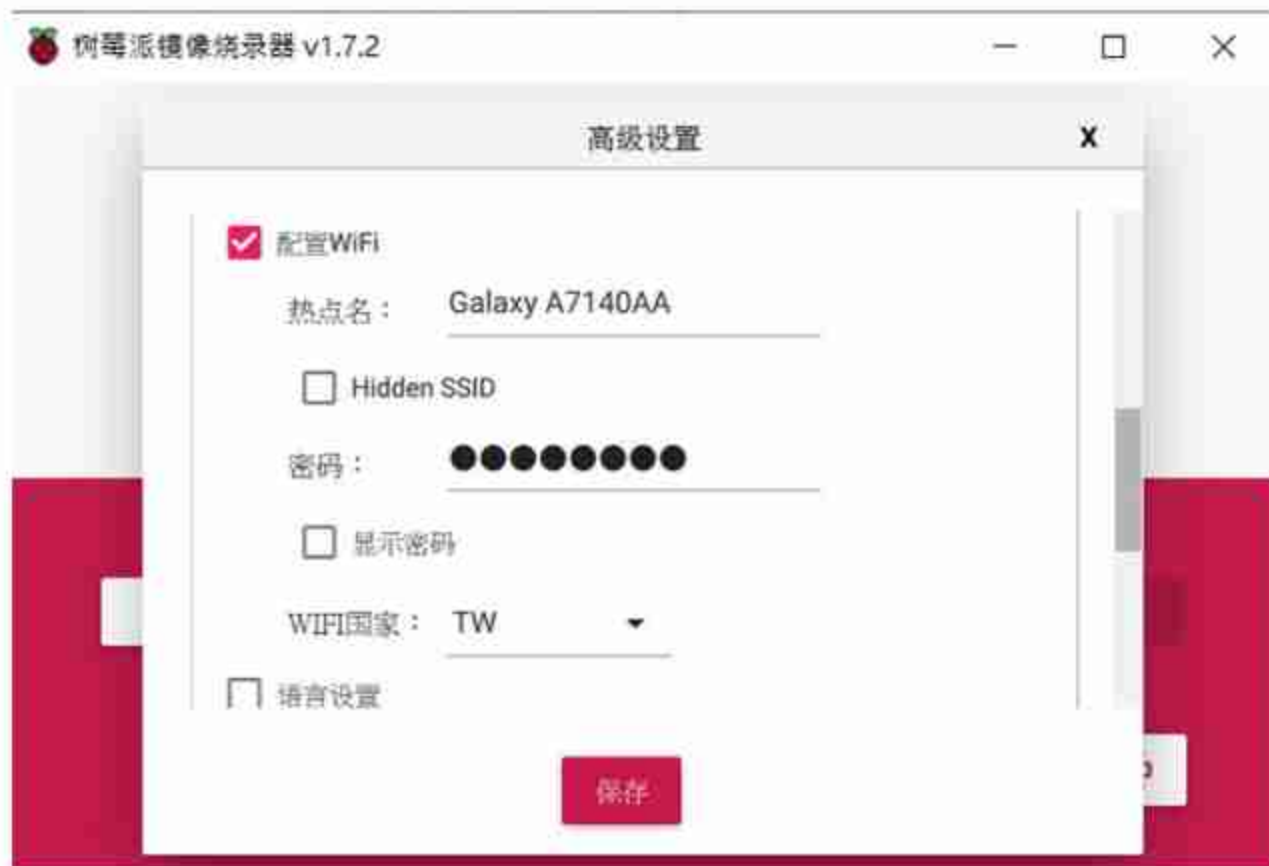 树莓派镜像烧录器 v1.7.2
高级设置
X
配置WiFi
热点名：
Galaxy A7140AA
Hidden SSID
密码：
●●●●●●●●
显示密码
WIFI国家：
TW
语言设置
保存